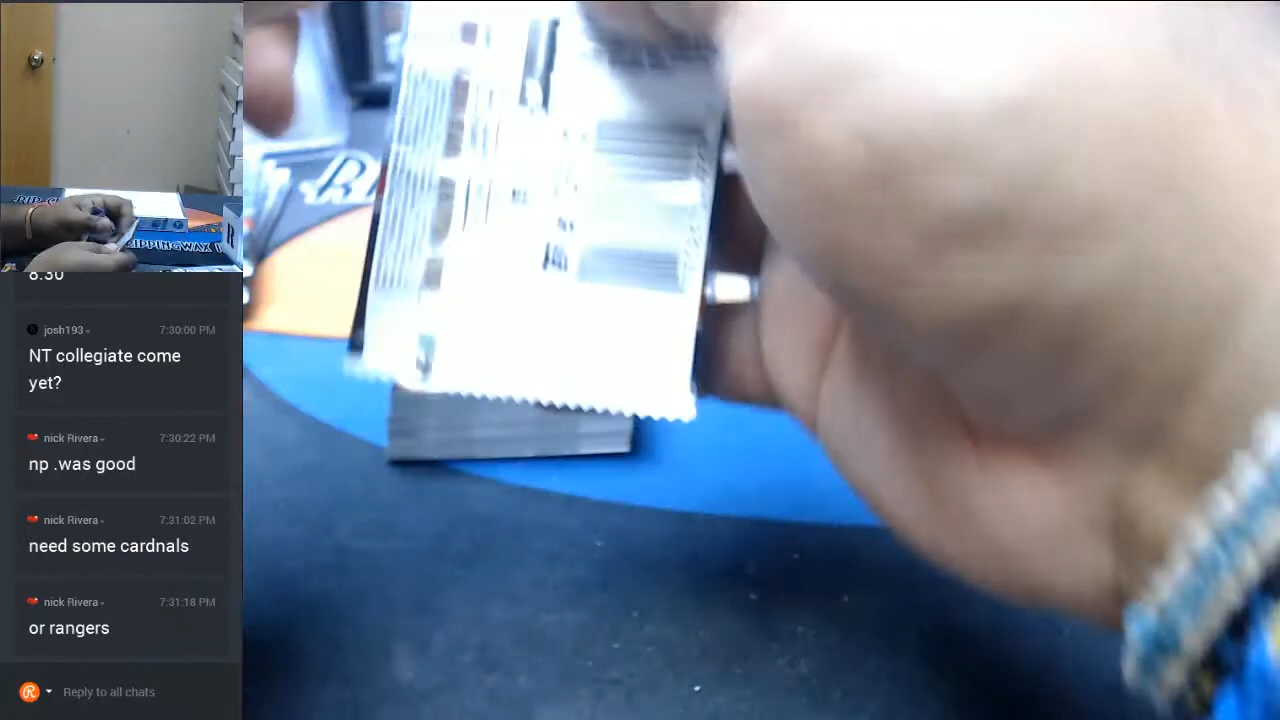 RIPPINGWAX
R
8:30
josh193
7:30:00 PM
NT collegiate come
yet?
nick Rivera
7:30:22 PM
np .was good
nick Rivera
7:31:02 PM
need some cardnals
nick Rivera
7:31:18 PM
or rangers
Reply to all chats